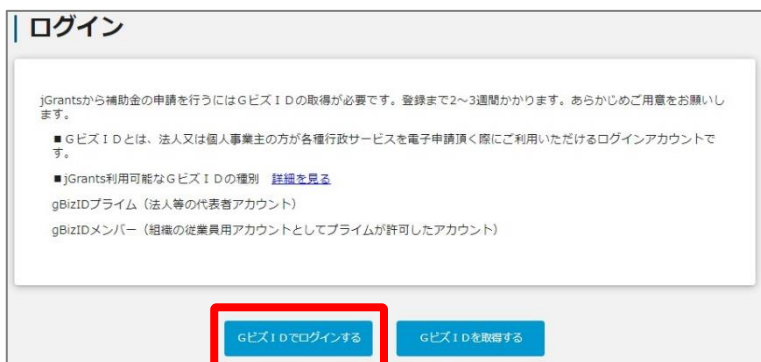 ログイン
jGrantsから補助金の申請を行うにはGビズIDの取得が必要です。登録まで2~3週間かかります。あらかじめご用意をお願いし
ます。
■GビズIDとは、法人又は個人事業主の方が各種行政サービスを電子申請頂く際にご利用いただけるログインアカウントで
す。
■jGrants利用可能なGビズIDの種別 詳細を見る
gBizIDプライム(法人等の代表者アカウント)
gBizIDメンバー(組織の従業員用アカウントとしてプライムが許可したアカウント)
GビズIDでログインする GビズIDを取得する